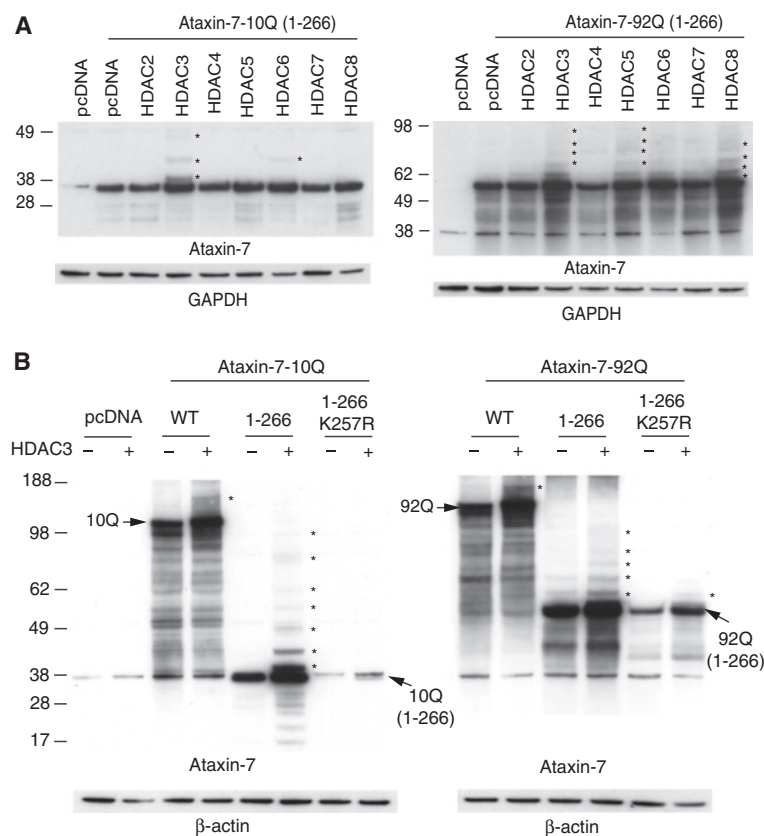 A
Ataxin-7-10Q (1-266)
pcDNA
pcDNA
HDAC2
HDAC3
HDAC4
HDAC5
HDAC6
HDAC7
HDAC8
49
38
28
*
*
*
*
Ataxin-7
GAPDH
Ataxin-7-92Q (1-266)
pcDNA
pcDNA
HDAC2
HDAC3
HDAC4
HDAC5
HDAC6
HDAC7
HDAC8
98
62
49
38
*
*
*
*
*
*
*
*
*
*
*
*
Ataxin-7
GAPDH
B
Ataxin-7-10Q
pcDNA WT 1-266 1-266 K257R
HDAC3 – + – + – + – +
188
98
62
49
38
28
17
10Q
*
*
*
*
*
*
*
*
10Q
(1-266)
Ataxin-7
β-actin
Ataxin-7-92Q
WT 1-266 1-266 K257R
– + – + – +
92Q
*
*
*
*
*
*
*
92Q
(1-266)
Ataxin-7
β-actin